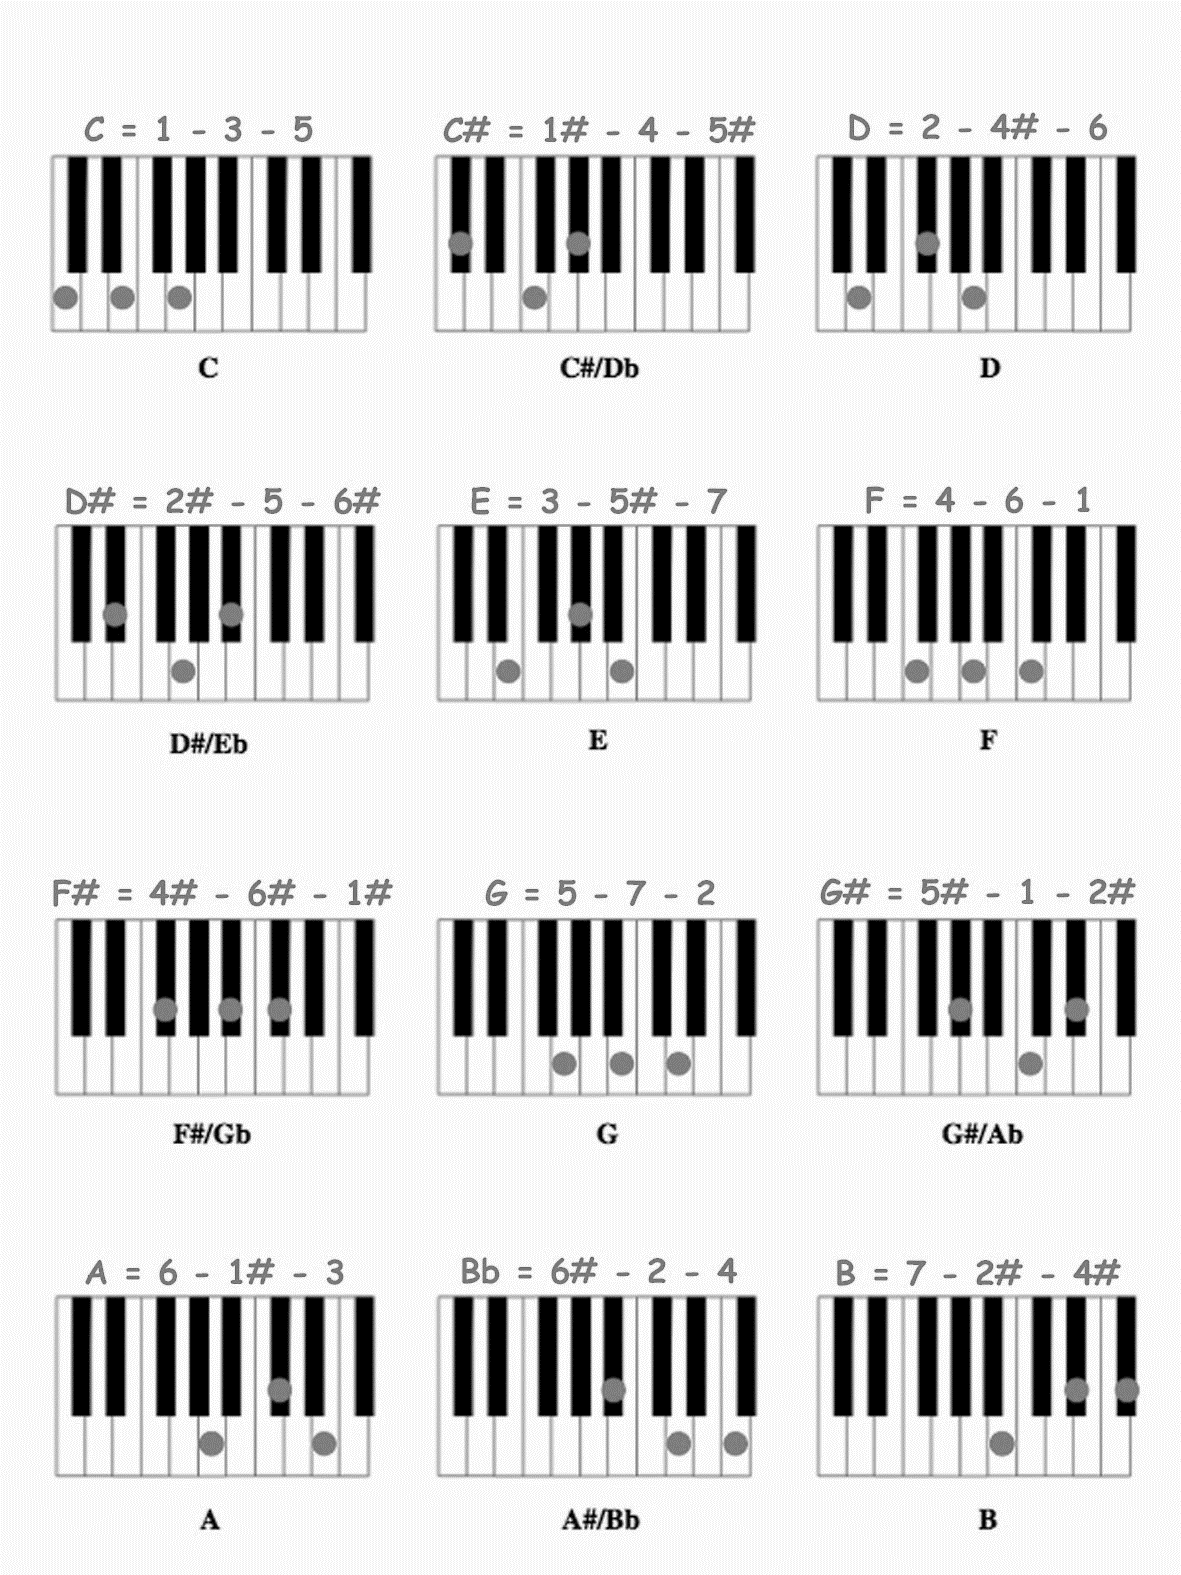 C = 1 - 3 - 5
C# = 1# - 4 - 5#
D = 2 - 4# - 6
C
C#/Db
D
D# = 2# - 5 - 6#
E = 3 - 5# - 7
F = 4 - 6 - 1
D#/Eb
E
F
F# = 4# - 6# - 1#
G = 5 - 7 - 2
G# = 5# - 1 - 2#
F#/Gb
G
G#/Ab
A = 6 - 1# - 3
Bb = 6# - 2 - 4
B = 7 - 2# - 4#
A
A#/Bb
B